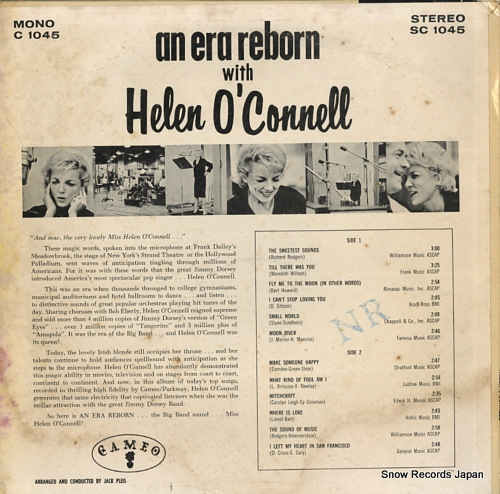 MONO
C 1045
STEREO
SC 1045
an era reborn
with
Helen O'Connell
"And now, the very lovely Miss Helen O'Connell . . ."
These magic words, spoken into the microphone at Frank Dailey's
Meadowbrook, the stage of New York's Strand Theatre or the Hollywood
Palladium, sent waves of anticipation tingling through millions of
Americans. For it was with these words that the great Jimmy Dorsey
introduced America's most spectacular pop singer . . . Helen O'Connell.
This was an era when thousands thronged to college gymnasiums,
municipal auditoriums and hotel ballrooms to dance . . . and listen . . .
to distinctive sounds of great popular orchestras playing hit tunes of the
day. Sharing choruses with Bob Eberly, Helen O'Connell reigned supreme
and sold more than 4 million copies of Jimmy Dorsey's version of "Green
Eyes" . . . over 3 million copies of "Tangerine" and 3 million plus of
"Amapola". It was the era of the Big Band . . . and Helen O'Connell was
its queen!
Today, the lovely Irish blonde still occupies her throne . . . and her
talents continue to hold audiences spellbound with anticipation as she
steps to the microphone. Helen O'Connell has abundantly demonstrated
this magic ability in movies, television and on stages from coast to coast,
continent to continent. And now, in this album of today's top songs,
recorded in thrilling high fidelity by Cameo/Parkway, Helen O'Connell
generates that same electricity that captivated listeners when she was the
stellar attraction with the great Jimmy Dorsey Band.
So here is AN ERA REBORN . . . the Big Band sound . . . Miss
Helen O'Connell!
CAMEO
ARRANGED AND CONDUCTED BY JACK PLEIS
SIDE 1
THE SWEETEST SOUNDS 3:00
(Richard Rodgers) Williamson Music ASCAP
TILL THERE WAS YOU 3:25
(Meredith Willson) Frank Music ASCAP
FLY ME TO THE MOON (IN OTHER WORDS) 2:54
(Bart Howard) Almanac Music, Inc. ASCAP
I CAN'T STOP LOVING YOU 2:45
(D. Gibson) Acuff-Rose BMI
SMALL WORLD 2:48
(Styne-Sondheim) Chappell & Co., Inc. ASCAP
MOON RIVER 2:46
Famous Music ASCAP
NR
SIDE 2
MAKE SOMEONE HAPPY 2:47
(Comden-Green-Stein) Stratford Music ASCAP
WHAT KIND OF FOOL AM I 2:54
(L. Bricusse-A. Newley) Ludlow Music BMI
WITCHCRAFT 2:35
(Carolyn Leigh-Cy Coleman) Edwin H. Morris ASCAP
WHERE IS LOVE 2:43
(Lionel Bart) Hollis Music BMI
THE SOUND OF MUSIC 2:58
(Rodgers-Hammerstein) Williamson Music ASCAP
I LEFT MY HEART IN SAN FRANCISCO 2:48
(D. Cross-G. Cory) General Music ASCAP
Snow Records Japan
(C)snowrecords.jp